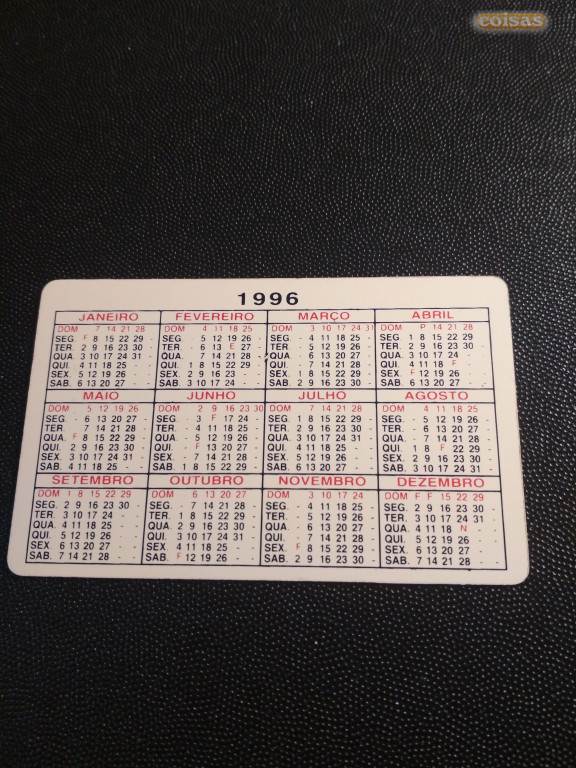 coisas
1996
JANEIRO FEVEREIRO MARÇO ABRIL
DOM 7 14 21 28 DOM 4 11 18 25 DOM 3 10 17 24 31 DOM P 14 21 28
SEG F 8 15 22 29 - SEG. - 5 12 19 26 SEG. - 4 11 18 25 - SEG 1 8 15 22 29
TER. 2 9 16 23 30 - TER. - 6 13 E 27 TER. - 5 12 19 26 - TER. 2 9 16 23 30 -
QUA. 3 10 17 24 31 - QUA. - 7 14 21 28 QUA. - 6 13 20 27 - QUA. 3 10 17 24
QUI. 4 11 18 25 QUI. 1 8 15 22 29 QUI. - 7 14 21 28 - QUI. 4 11 18 F
SEX. 5 12 19 26 SEX. 2 9 16 23 - SEX. 1 8 15 22 29 - SEX. F 12 19 26
SAB. 6 13 20 27 SAB. 3 10 17 24 SAB. 2 9 16 23 30 SAB. 6 13 20 27
MAIO JUNHO JULHO AGOSTO
DOM 5 12 19 26 DOM 2 9 16 23 30 DOM 7 14 21 28 DOM 4 11 18 25
SEG. - 6 13 20 27 SEG. - 3 F 17 24 - SEG. 1 8 15 22 29 SEG. - 5 12 19 26
TER - 7 14 21 28 TER. - 4 11 18 25 TER. 2 9 16 23 30 TER. - 6 13 20 27
QUA. F 8 15 22 29 QUA. - 5 12 19 26 QUA. 3 10 17 24 31 QUA. - 7 14 21 28
QUI. 2 9 16 23 30 QUI. - F 13 20 27 QUI. 4 11 18 25 QUI. 1 8 F 22 29
SEX. 3 10 17 24 31 SEX. - 7 14 21 28 SEX. 5 12 19 26 SEX. 2 9 16 23 30
SAB. 4 11 18 25 SAB. 1 8 15 22 29 SAB. 6 13 20 27 SAB. 3 10 17 24 31
SETEMBRO OUTUBRO NOVEMBRO DEZEMBRO
DOM 1 8 15 22 29 DOM 6 13 20 27 DOM 3 10 17 24 DOM F F 15 22 29
SEG. 2 9 16 23 30 SEG. - 7 14 21 28 SEG. - 4 11 18 25 SEG. 2 9 16 23 30
TER. 3 10 17 24 TER. 1 8 15 22 29 TER. - 5 12 19 26 TER. 3 10 17 24 31
QUA. 4 11 18 25 QUA. 2 9 16 23 30 QUA. - 6 13 20 27 QUA. 4 11 18 N
QUI. 5 12 19 26 QUI. 3 10 17 24 31 QUI. - 7 14 21 28 QUI. 5 12 19 26
SEX. 6 13 20 27 SEX. 4 11 18 25 SEX. F 8 15 22 29 SEX. 6 13 20 27
SAB. 7 14 21 28 SAB. F 12 19 26 SAB. 2 9 16 23 30 SAB. 7 14 21 28